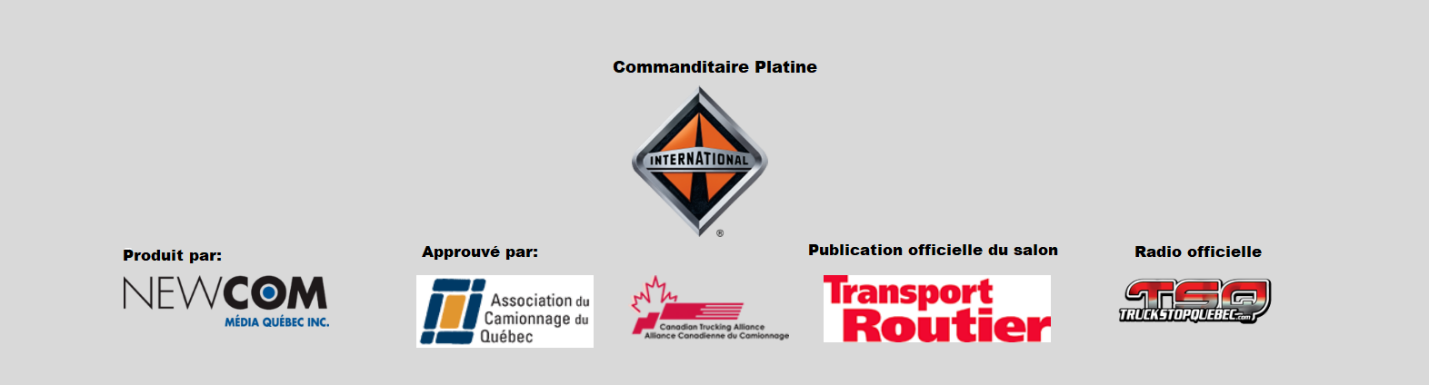 Commanditaire Platine
INTERNATIONAL
®
Produit par:
NEWCOM
MÉDIA QUÉBEC INC.
Approuvé par:
Association du
Camionnage du
Québec
Canadian Trucking Alliance
Alliance Canadienne du Camionnage
Publication officielle du salon
Transport
Routier
Radio officielle
TSQ
TRUCKSTOPQUEBEC.com